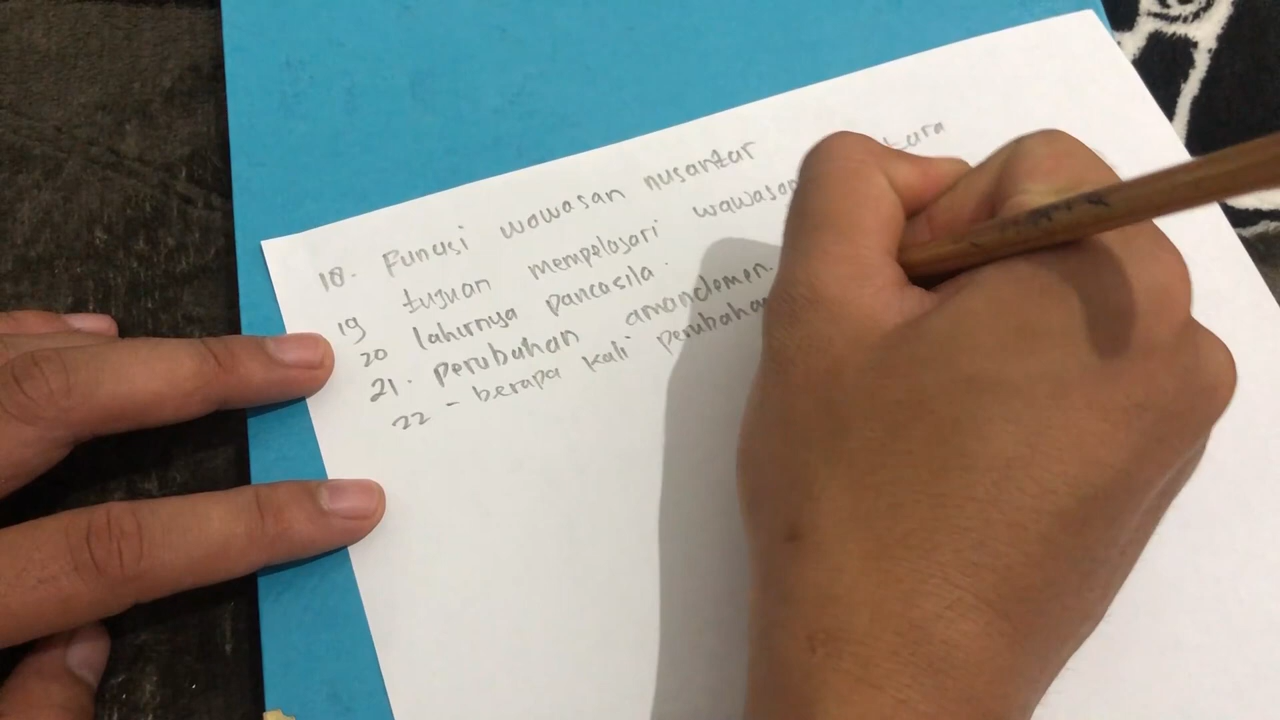 18. Fungsi wawasan nusantar
19 tujuan mempelajari wawasan
20 lahirnya pancasila.
21. perubahan amandemen.
22 - berapa kali perubahan